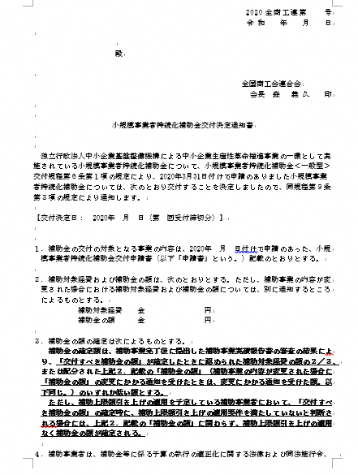 2020 全商工連第　　号
令 和　　年　　月　　日
殿
全国商工会連合会
会長　森　義久　印
小規模事業者持続化補助金交付決定通知書
独立行政法人中小企業基盤整備機構による中小企業生産性革命推進事業の一環として実
施されている小規模事業者持続化補助金について、小規模事業者持続化補助金<一般型>
交付規程第6条第1項の規定により、2020年3月31日付けで申請のありました小規模事業
者持続化補助金については、次のとおり交付することを決定しましたので、同規程第9条
第3項の規定により通知します。
【交付決定日：　2020年　月　日（第　回受付締切分）】
1．補助金の交付の対象となる事業の内容は、2020年　月　日付けで申請のあった、小規
模事業者持続化補助金交付申請書（以下「申請書」という。）記載のとおりとする。
2．補助対象経費および補助金の額は、次のとおりとする。ただし、補助事業の内容が変
更された場合における補助対象経費および補助金の額については、別に通知するところ
によるものとする。
補助対象経費　　金　　　　　　　　円
補助金の額　　　金　　　　　　　　円
3．補助金の額の確定は次によるものとする。
補助金の確定額は、補助事業完了後に提出した補助事業実績報告書の審査の結果によ
り、「交付すべき補助金の額」が確定したときに認められた補助対象経費の額の2／3、
または記載された上記2．記載の「補助金の額」（補助事業の内容が変更された場合に
「補助金の額」の変更にかかる通知を受けたときは、変更にかかる通知を受けた額。以
下同じ。）のいずれか低い額とする。
ただし、補助上限額引き上げの適用を予定している補助事業者において、「交付すべ
き補助金の額」の確定時に、補助上限額引き上げの適用要件を満たしていないと判断さ
れる場合には、上記2．記載の「補助金の額」に関わらず、補助上限額引き上げの適用
なく補助金の額が確定される。
4．補助事業者は、補助金等に係る予算の執行の適正化に関する法律および同法施行令、